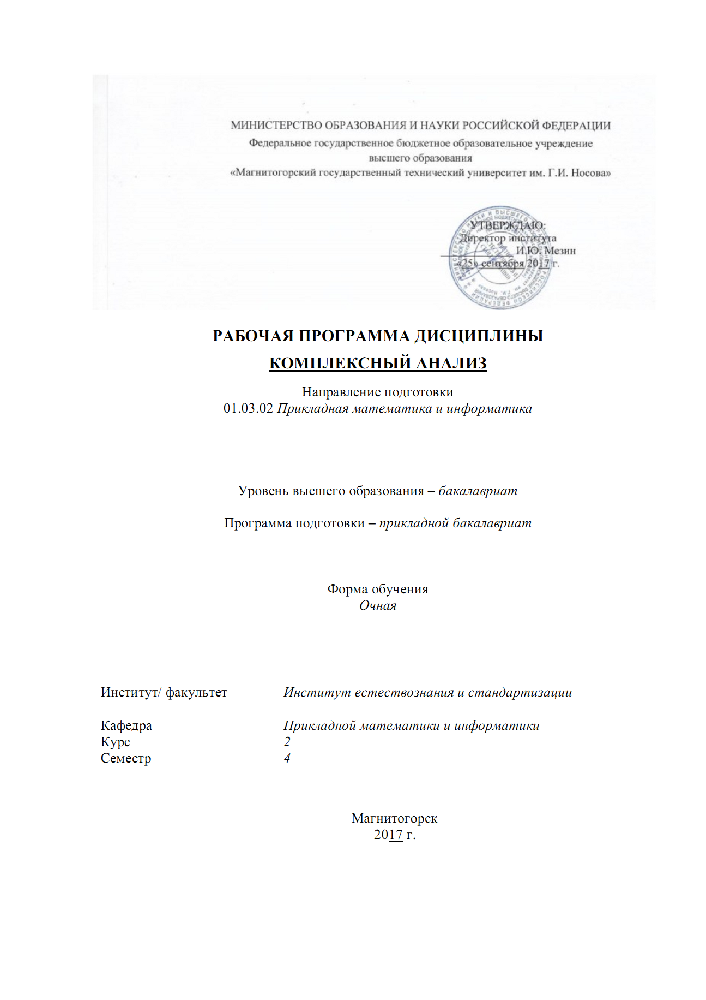 МИНИСТЕРСТВО ОБРАЗОВАНИЯ И НАУКИ РОССИЙСКОЙ ФЕДЕРАЦИИ
Федеральное государственное бюджетное образовательное учреждение
высшего образования
«Магнитогорский государственный технический университет им. Г.И. Носова»
УТВЕРЖДАЮ:
Директор института
И.Ю. Мезин
«25» сентября 2017 г.
РАБОЧАЯ ПРОГРАММА ДИСЦИПЛИНЫ
КОМПЛЕКСНЫЙ АНАЛИЗ
Направление подготовки
01.03.02 Прикладная математика и информатика
Уровень высшего образования – бакалавриат
Программа подготовки – прикладной бакалавриат
Форма обучения
Очная
Институт/ факультет Институт естествознания и стандартизации
Кафедра Прикладной математики и информатики
Курс 2
Семестр 4
Магнитогорск
2017 г.